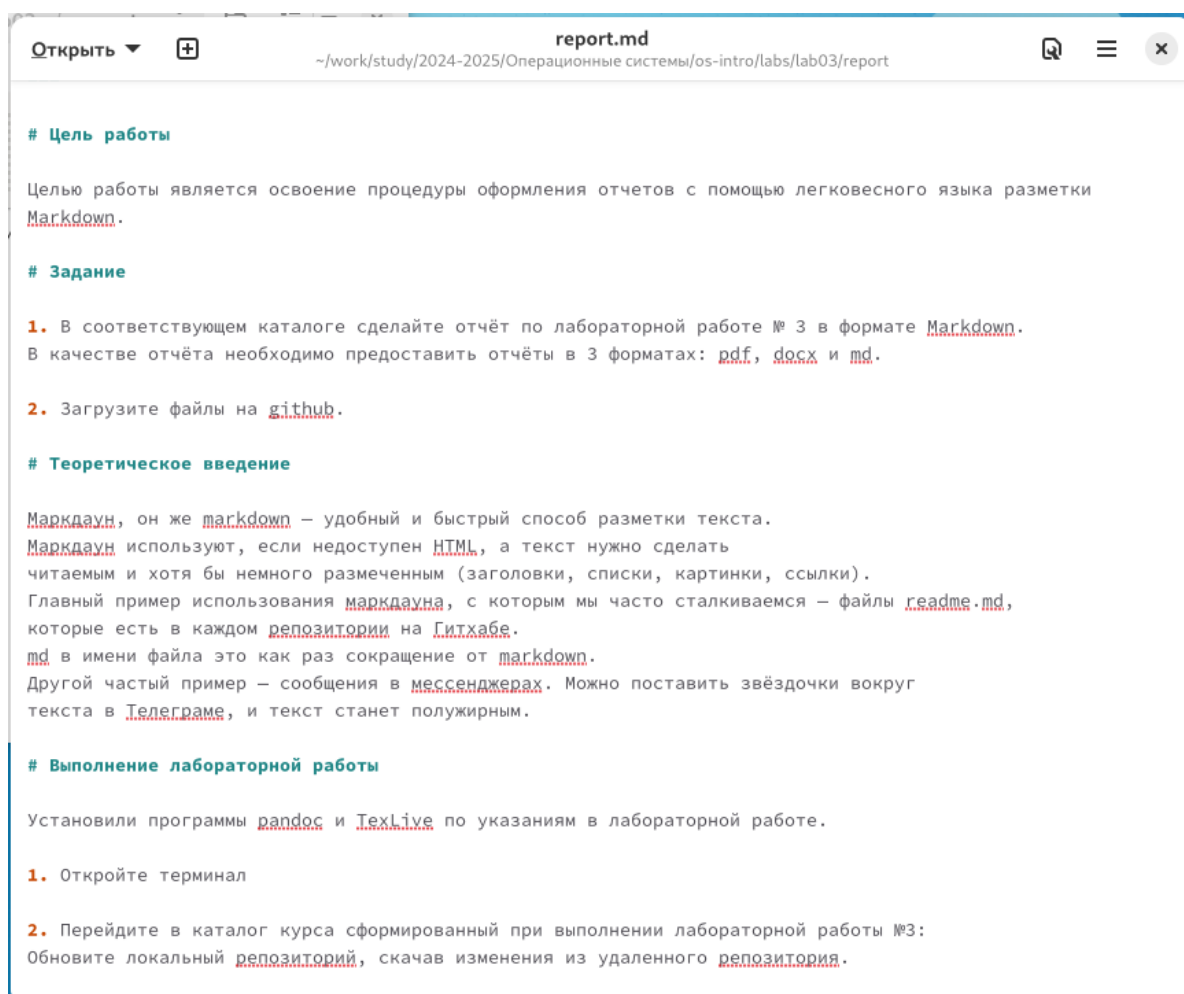 Открыть
report.md
~/work/study/2024-2025/Операционные системы/os-intro/labs/lab03/report
# Цель работы
Целью работы является освоение процедуры оформления отчетов с помощью легковесного языка разметки
Markdown.
# Задание
1. В соответствующем каталоге сделайте отчёт по лабораторной работе № 3 в формате Markdown.
В качестве отчёта необходимо предоставить отчёты в 3 форматах: pdf, docx и md.
2. Загрузите файлы на github.
# Теоретическое введение
Маркдаун, он же markdown — удобный и быстрый способ разметки текста.
Маркдаун используют, если недоступен HTML, а текст нужно сделать
читаемым и хотя бы немного размеченным (заголовки, списки, картинки, ссылки).
Главный пример использования маркдауна, с которым мы часто сталкиваемся — файлы readme.md,
которые есть в каждом репозитории на Гитхабе.
md в имени файла это как раз сокращение от markdown.
Другой частый пример — сообщения в мессенджерах. Можно поставить звёздочки вокруг
текста в Телеграме, и текст станет полужирным.
# Выполнение лабораторной работы
Установили программы pandoc и TexLive по указаниям в лабораторной работе.
1. Откройте терминал
2. Перейдите в каталог курса сформированный при выполнении лабораторной работы №3:
Обновите локальный репозиторий, скачав изменения из удаленного репозитория.